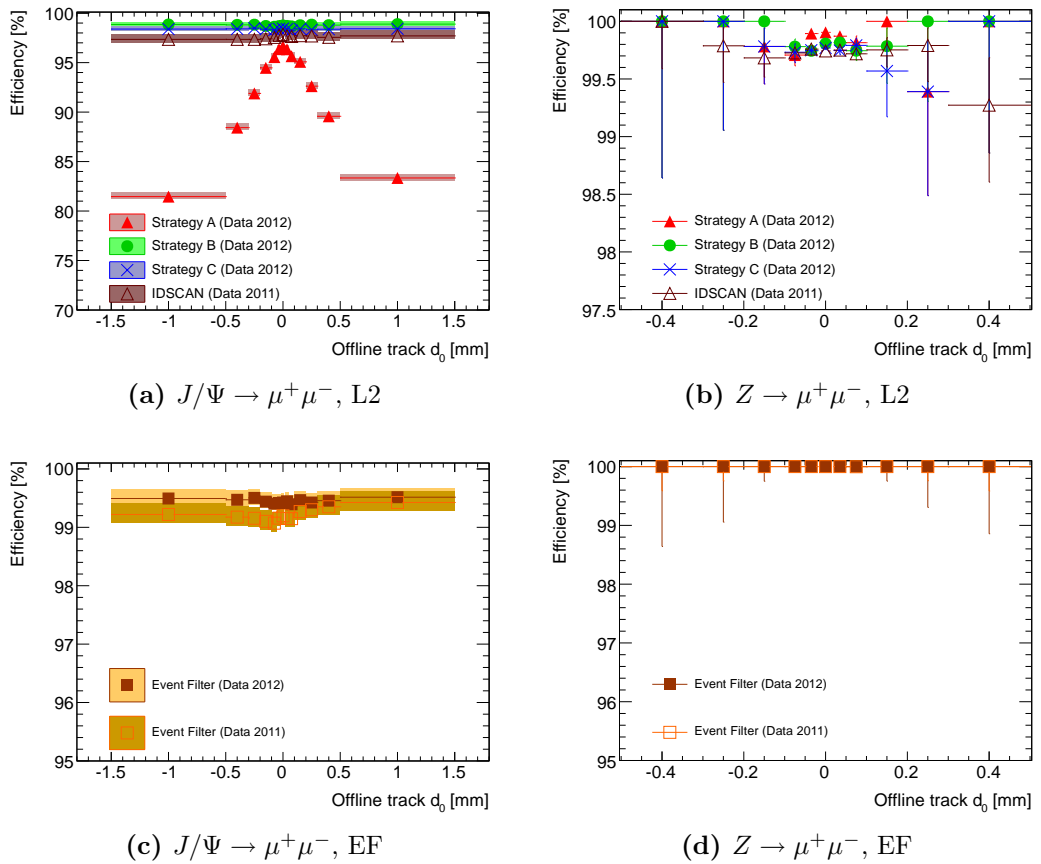 Efficiency [%]
100
95
90
85
80
75
70
Strategy A (Data 2012)
Strategy B (Data 2012)
Strategy C (Data 2012)
IDSCAN (Data 2011)
-1.5 -1 -0.5 0 0.5 1 1.5
Offline track d₀ [mm]
(a) J/Ψ → μ⁺μ⁻, L2
Efficiency [%]
100
99.5
99
98.5
98
97.5
Strategy A (Data 2012)
Strategy B (Data 2012)
Strategy C (Data 2012)
IDSCAN (Data 2011)
-0.4 -0.2 0 0.2 0.4
Offline track d₀ [mm]
(b) Z → μ⁺μ⁻, L2
Efficiency [%]
100
99
98
97
96
95
Event Filter (Data 2012)
Event Filter (Data 2011)
-1.5 -1 -0.5 0 0.5 1 1.5
Offline track d₀ [mm]
(c) J/Ψ → μ⁺μ⁻, EF
Efficiency [%]
100
99
98
97
96
95
Event Filter (Data 2012)
Event Filter (Data 2011)
-0.4 -0.2 0 0.2 0.4
Offline track d₀ [mm]
(d) Z → μ⁺μ⁻, EF